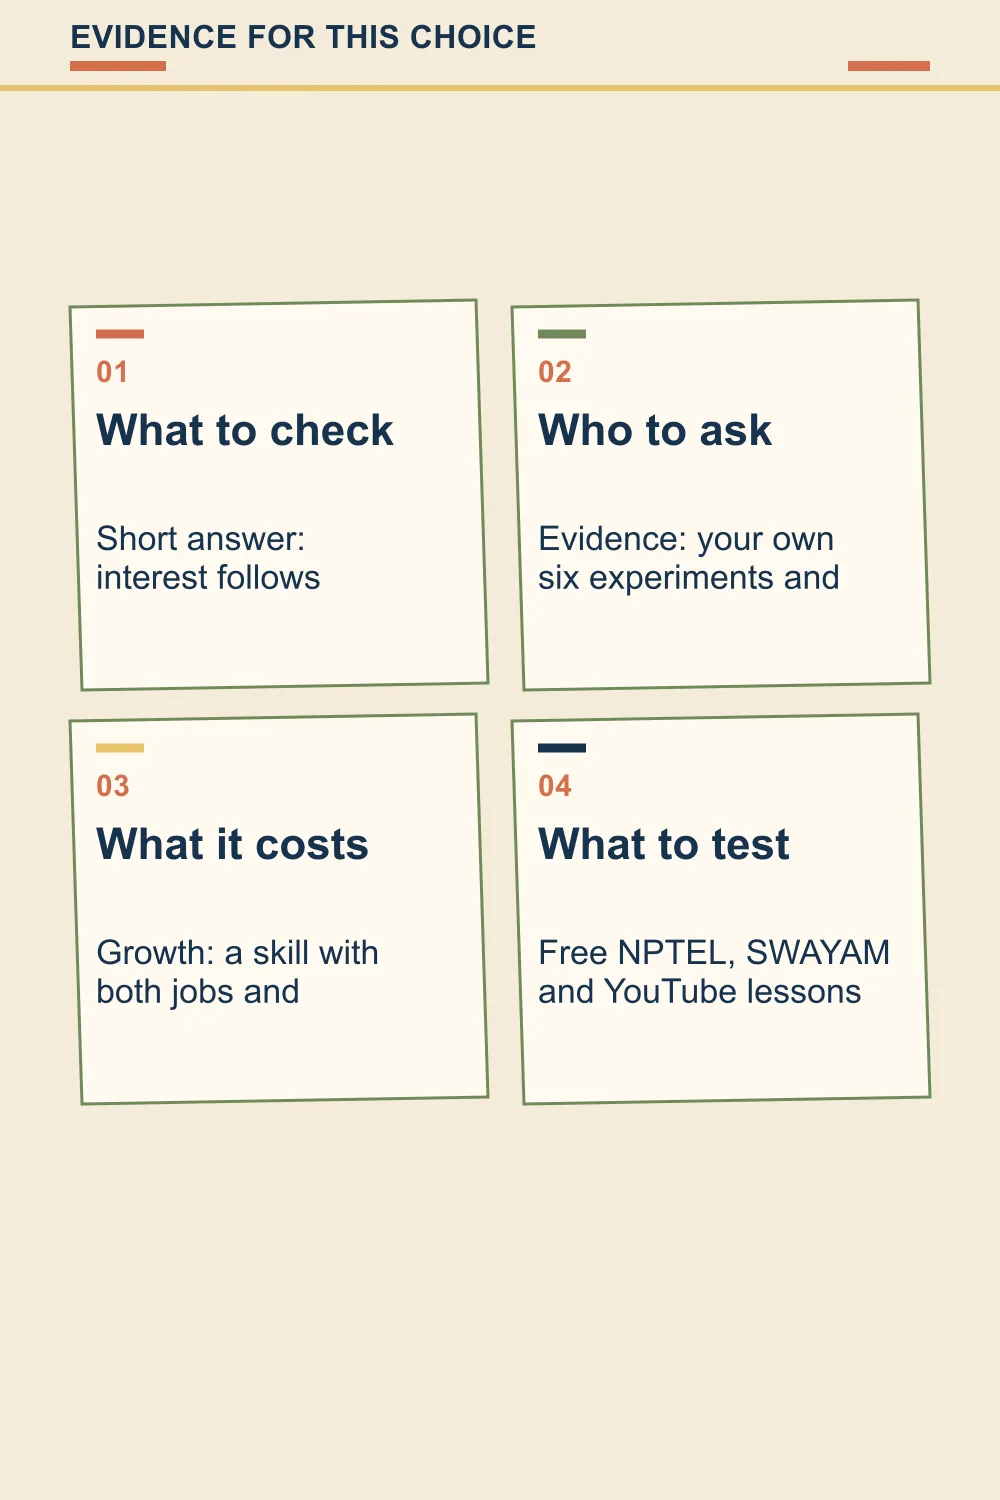 EVIDENCE FOR THIS CHOICE
01
What to check
Short answer:
interest follows
02
Who to ask
Evidence: your own
six experiments and
03
What it costs
Growth: a skill with
both jobs and
04
What to test
Free NPTEL, SWAYAM
and YouTube lessons